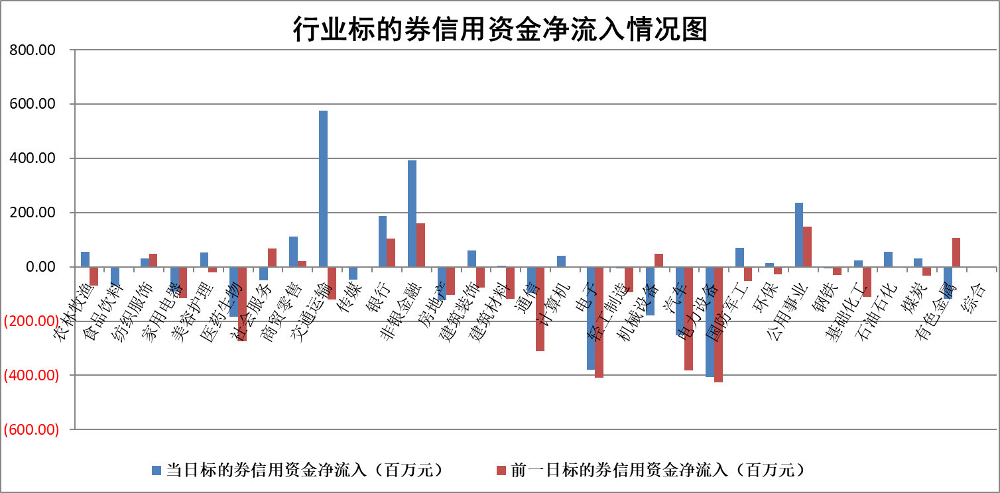 行业标的券信用资金净流入情况图
800.00
600.00
400.00
200.00
0.00
(200.00)
(400.00)
(600.00)
农林牧渔
食品饮料
纺织服饰
家用电器
美容护理
医药生物
社会服务
商贸零售
交通运输
传媒
银行
非银金融
房地产
建筑装饰
建筑材料
通信
计算机
电子
轻工制造
机械设备
汽车
电力设备
国防军工
环保
公用事业
钢铁
基础化工
石油石化
煤炭
有色金属
综合
当日标的券信用资金净流入（百万元）
前一日标的券信用资金净流入（百万元）